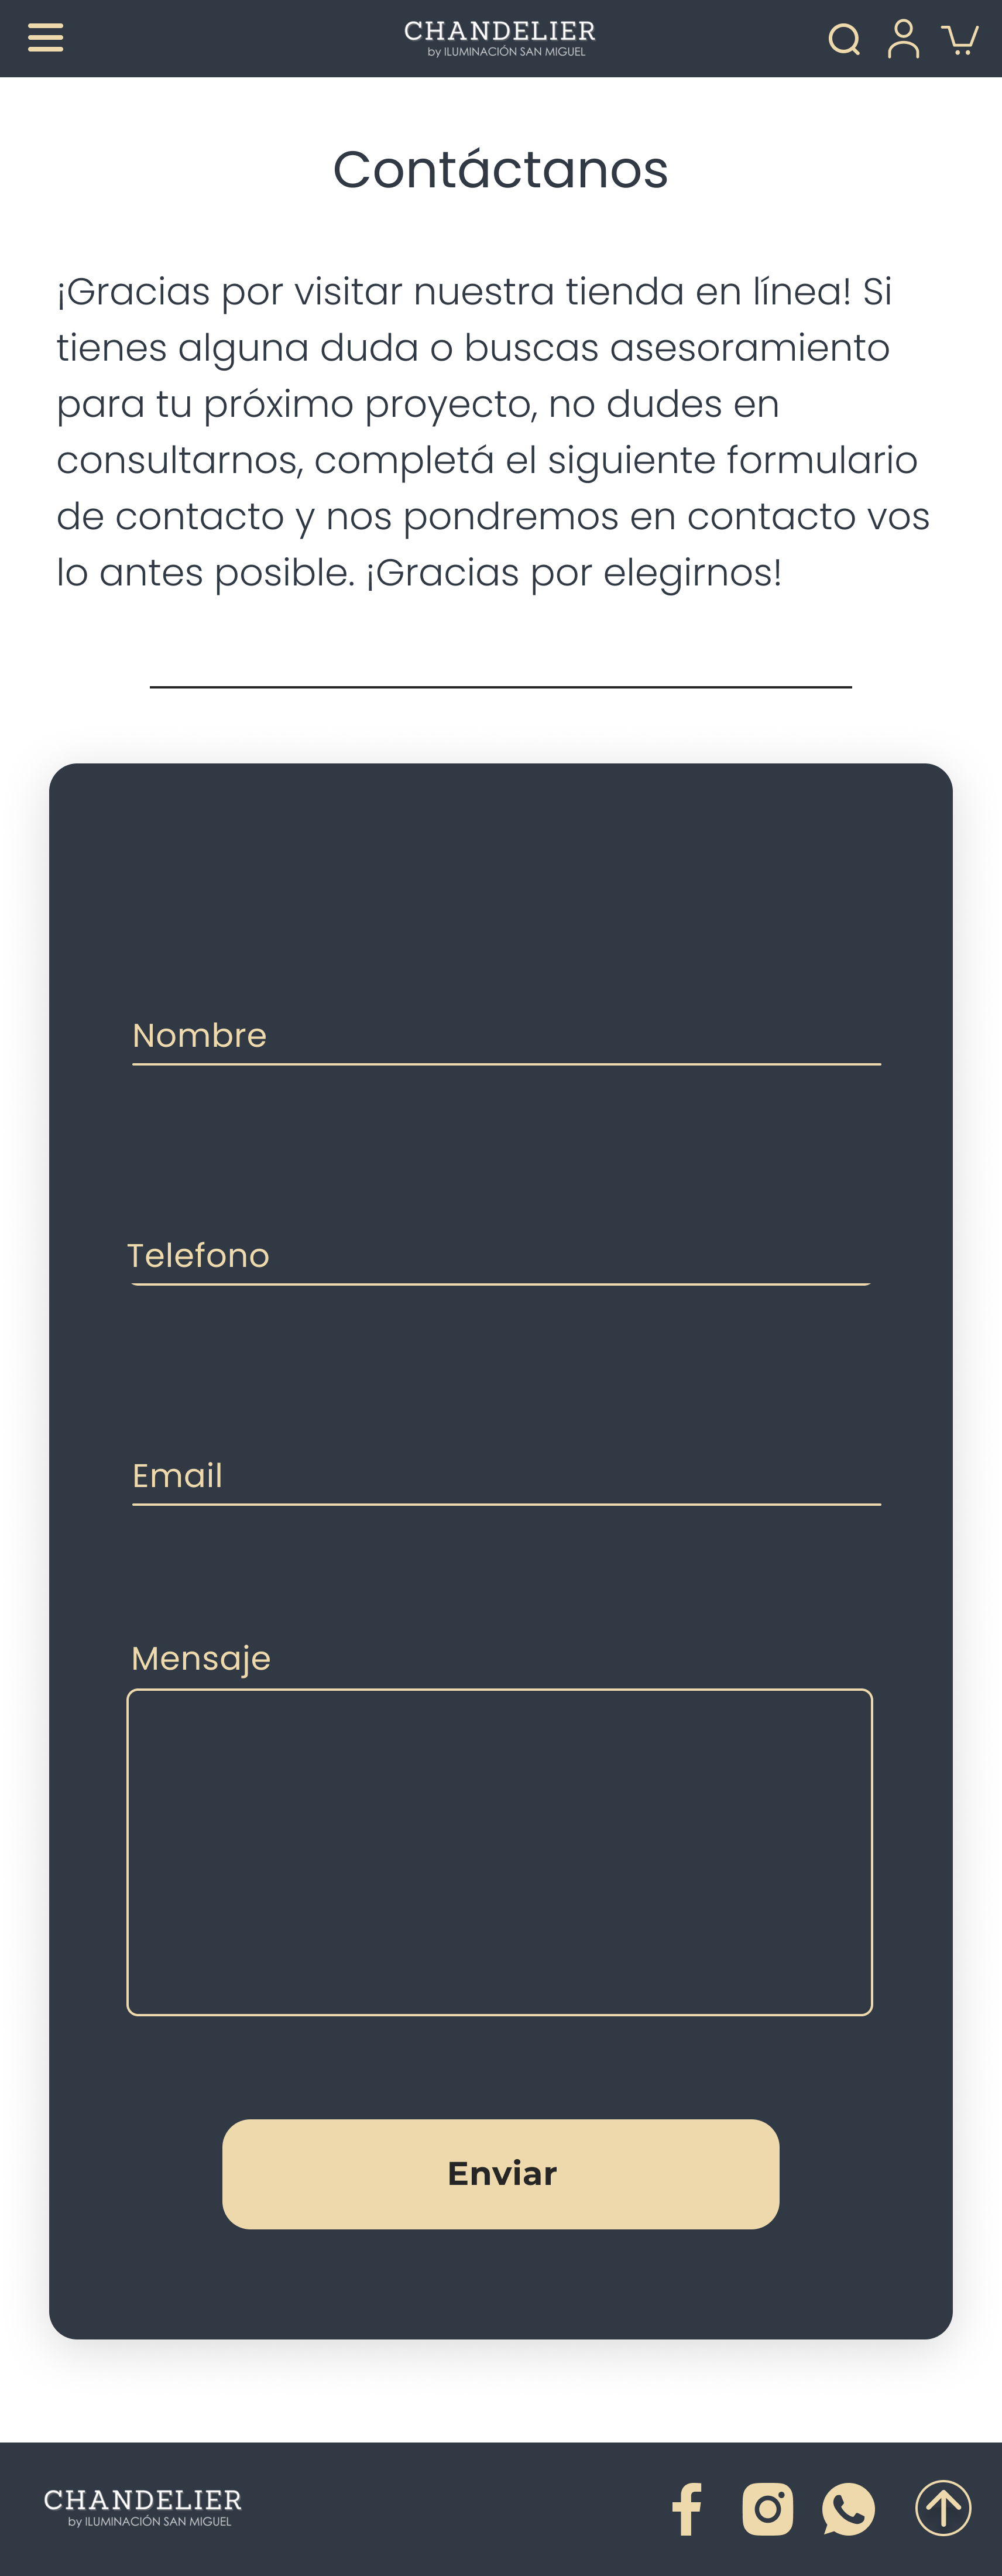 CHANDELIER
by ILUMINACIÓN SAN MIGUEL
Contáctanos
¡Gracias por visitar nuestra tienda en línea! Si
tienes alguna duda o buscas asesoramiento
para tu próximo proyecto, no dudes en
consultarnos, completá el siguiente formulario
de contacto y nos pondremos en contacto vos
lo antes posible. ¡Gracias por elegirnos!
Nombre
Telefono
Email
Mensaje
Enviar
CHANDELIER
by ILUMINACIÓN SAN MIGUEL